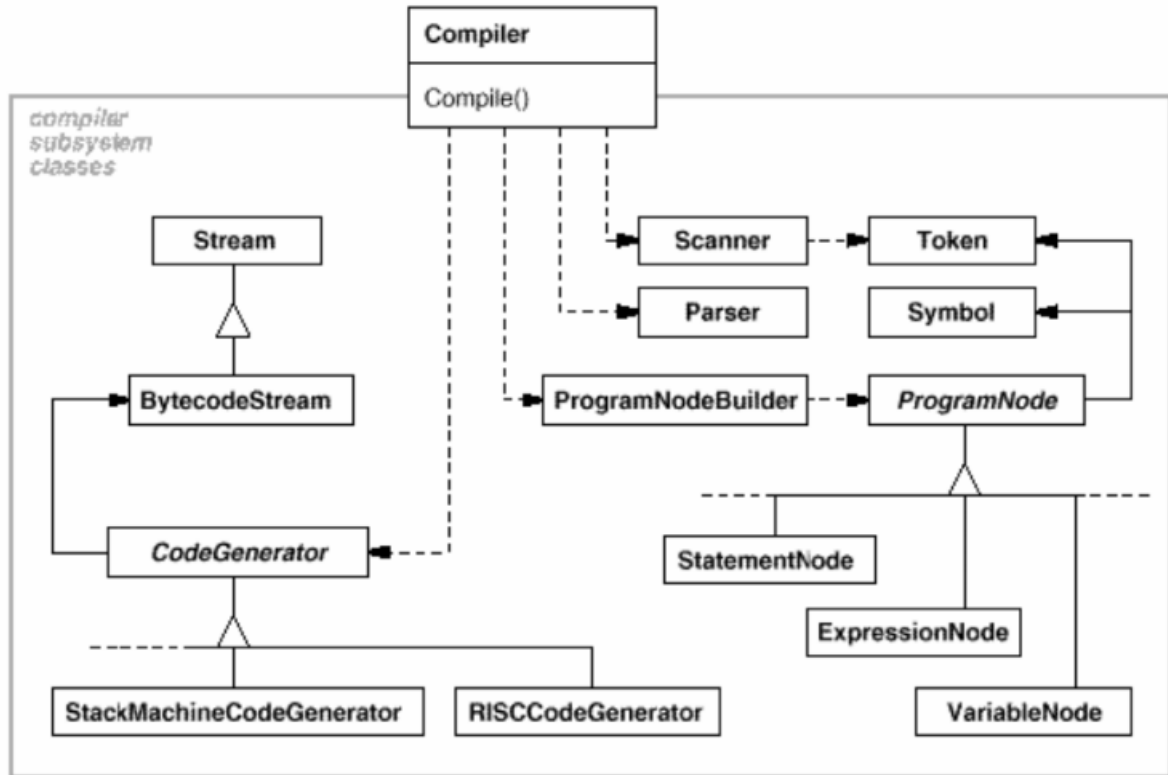 Compiler
Compile()
compiler
subsystem
classes
Stream
Scanner
Token
Parser
Symbol
BytecodeStream
ProgramNodeBuilder
ProgramNode
CodeGenerator
StatementNode
ExpressionNode
StackMachineCodeGenerator
RISCCodeGenerator
VariableNode